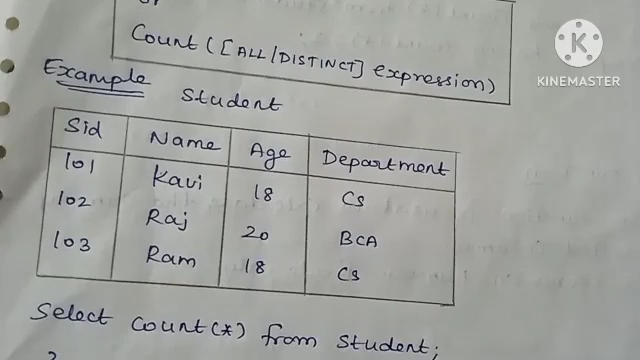 Count ([ALL/DISTINCT] expression)
KINEMASTER
Example Student
Sid Name Age Department
101 Kavi 18 CS
102 Raj 20 BCA
103 Ram 18 CS
Select count(*) from student;